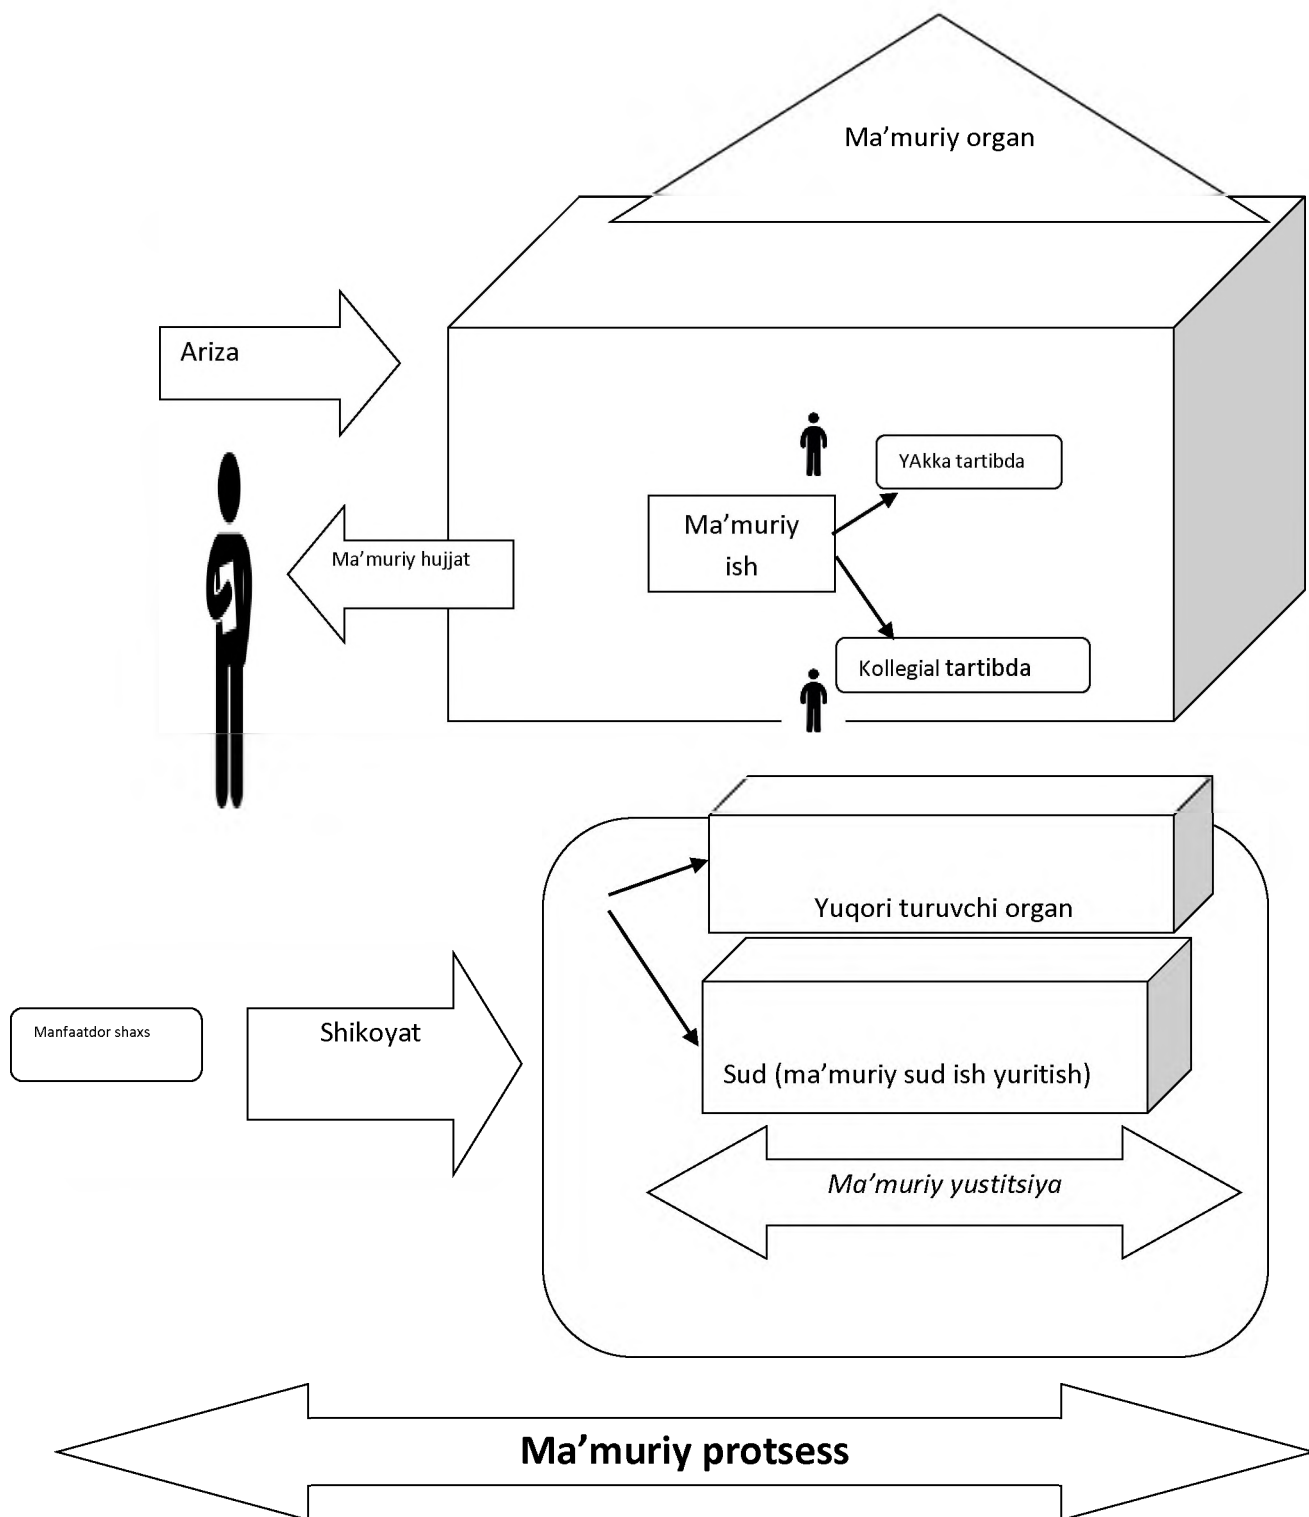 Ma’muriy organ
Ariza
YAkka tartibda
Ma’muriy
ish
Ma’muriy hujjat
Kollegial tartibda
Yuqori turuvchi organ
Manfaatdor shaxs
Shikoyat
Sud (ma’muriy sud ish yuritish)
Ma’muriy yustitsiya
Ma’muriy protsess